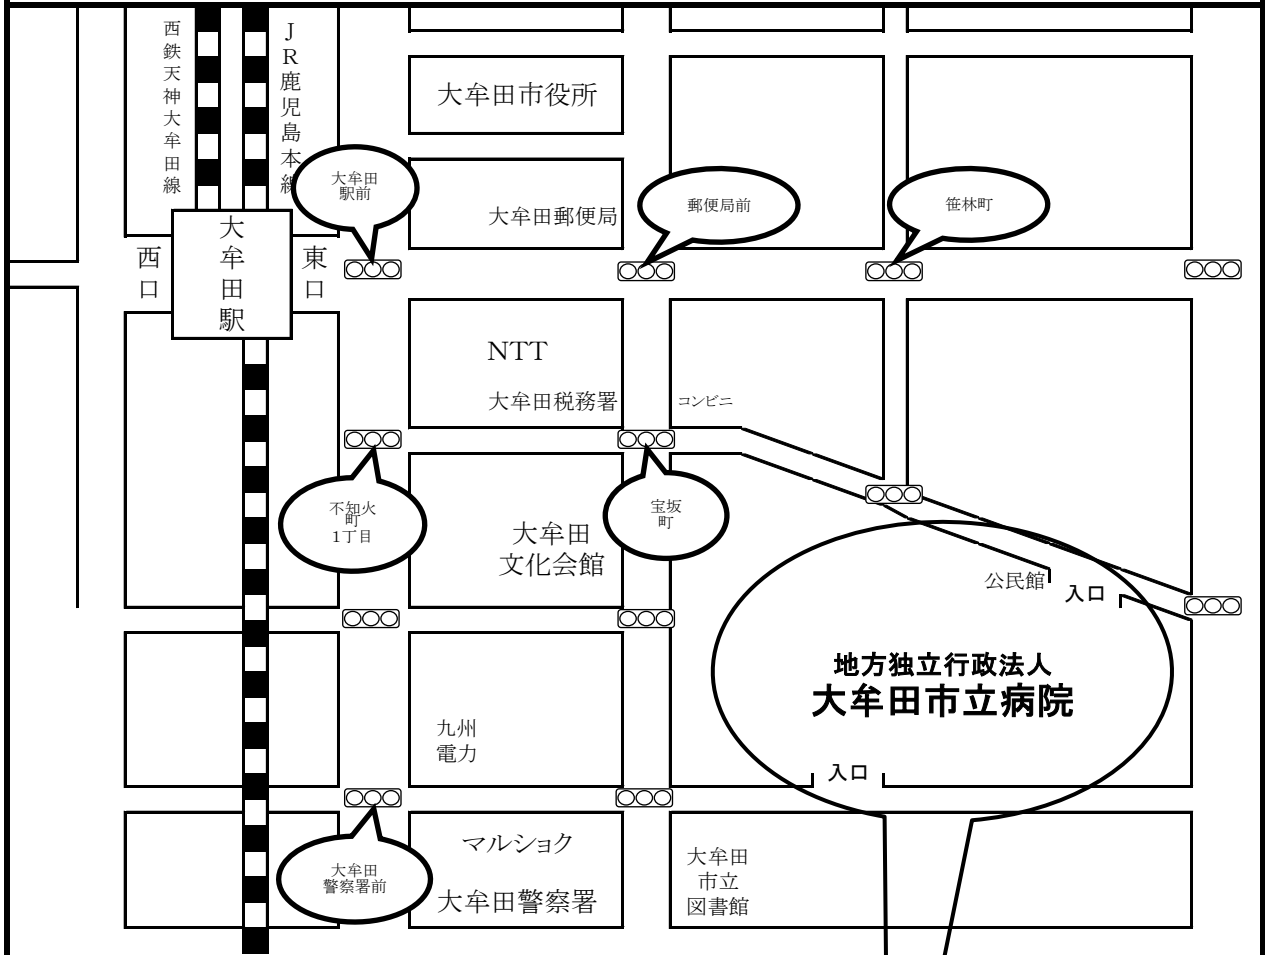 西鉄天神大牟田線
JR鹿児島本線
大牟田市役所
大牟田
駅前
大牟田郵便局
郵便局前
笹林町
西口
大牟田駅
東口
NTT
大牟田税務署
コンビニ
不知火
町
1丁目
大牟田
文化会館
宝坂
町
公民館
入口
地方独立行政法人
大牟田市立病院
九州
電力
入口
マルショク
大牟田警察署
大牟田
警察署前
大牟田
市立
図書館